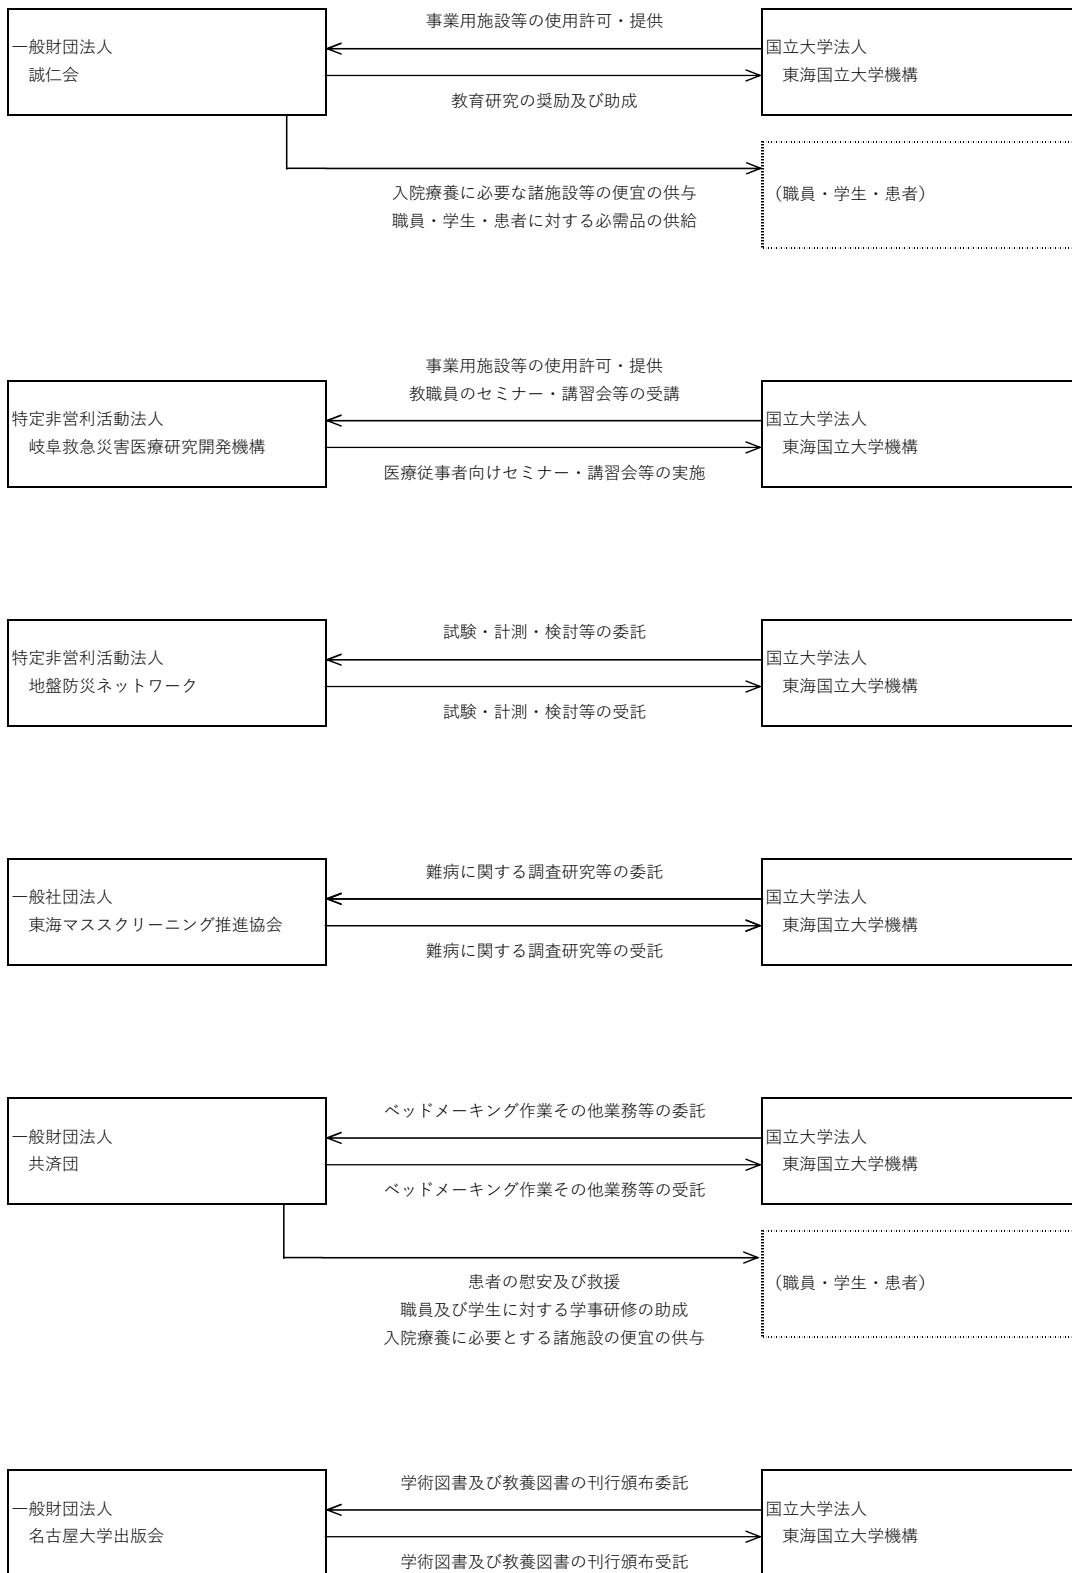 事業用施設等の使用許可・提供
一般財団法人
誠仁会
国立大学法人
東海国立大学機構
教育研究の奨励及び助成
入院療養に必要な諸施設等の便宜の供与
職員・学生・患者に対する必需品の供給
（職員・学生・患者）
事業用施設等の使用許可・提供
教職員のセミナー・講習会等の受講
特定非営利活動法人
岐阜救急災害医療研究開発機構
国立大学法人
東海国立大学機構
医療従事者向けセミナー・講習会等の実施
試験・計測・検討等の委託
特定非営利活動法人
地盤防災ネットワーク
国立大学法人
東海国立大学機構
試験・計測・検討等の受託
難病に関する調査研究等の委託
一般社団法人
東海マススクリーニング推進協会
国立大学法人
東海国立大学機構
難病に関する調査研究等の受託
ベッドメーキング作業その他業務等の委託
一般財団法人
共済団
国立大学法人
東海国立大学機構
ベッドメーキング作業その他業務等の受託
患者の慰安及び救援
職員及び学生に対する学事研修の助成
入院療養に必要とする諸施設の便宜の供与
（職員・学生・患者）
学術図書及び教養図書の刊行頒布委託
一般財団法人
名古屋大学出版会
国立大学法人
東海国立大学機構
学術図書及び教養図書の刊行頒布受託